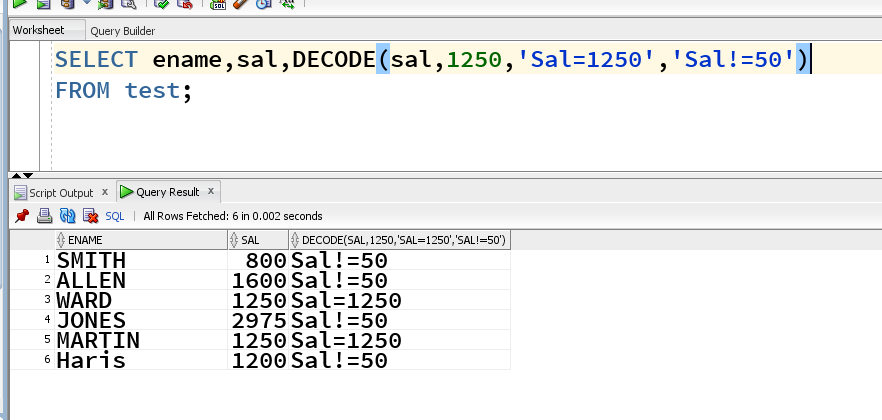 Worksheet Query Builder
SELECT ename,sal,DECODE(sal,1250,'Sal=1250','Sal!=50')
FROM test;
Script Output x Query Result x
SQL | All Rows Fetched: 6 in 0.002 seconds
ENAME SAL DECODE(SAL,1250,'SAL=1250','SAL!=50')
1 SMITH 800 Sal!=50
2 ALLEN 1600 Sal!=50
3 WARD 1250 Sal=1250
4 JONES 2975 Sal!=50
5 MARTIN 1250 Sal=1250
6 Haris 1200 Sal!=50